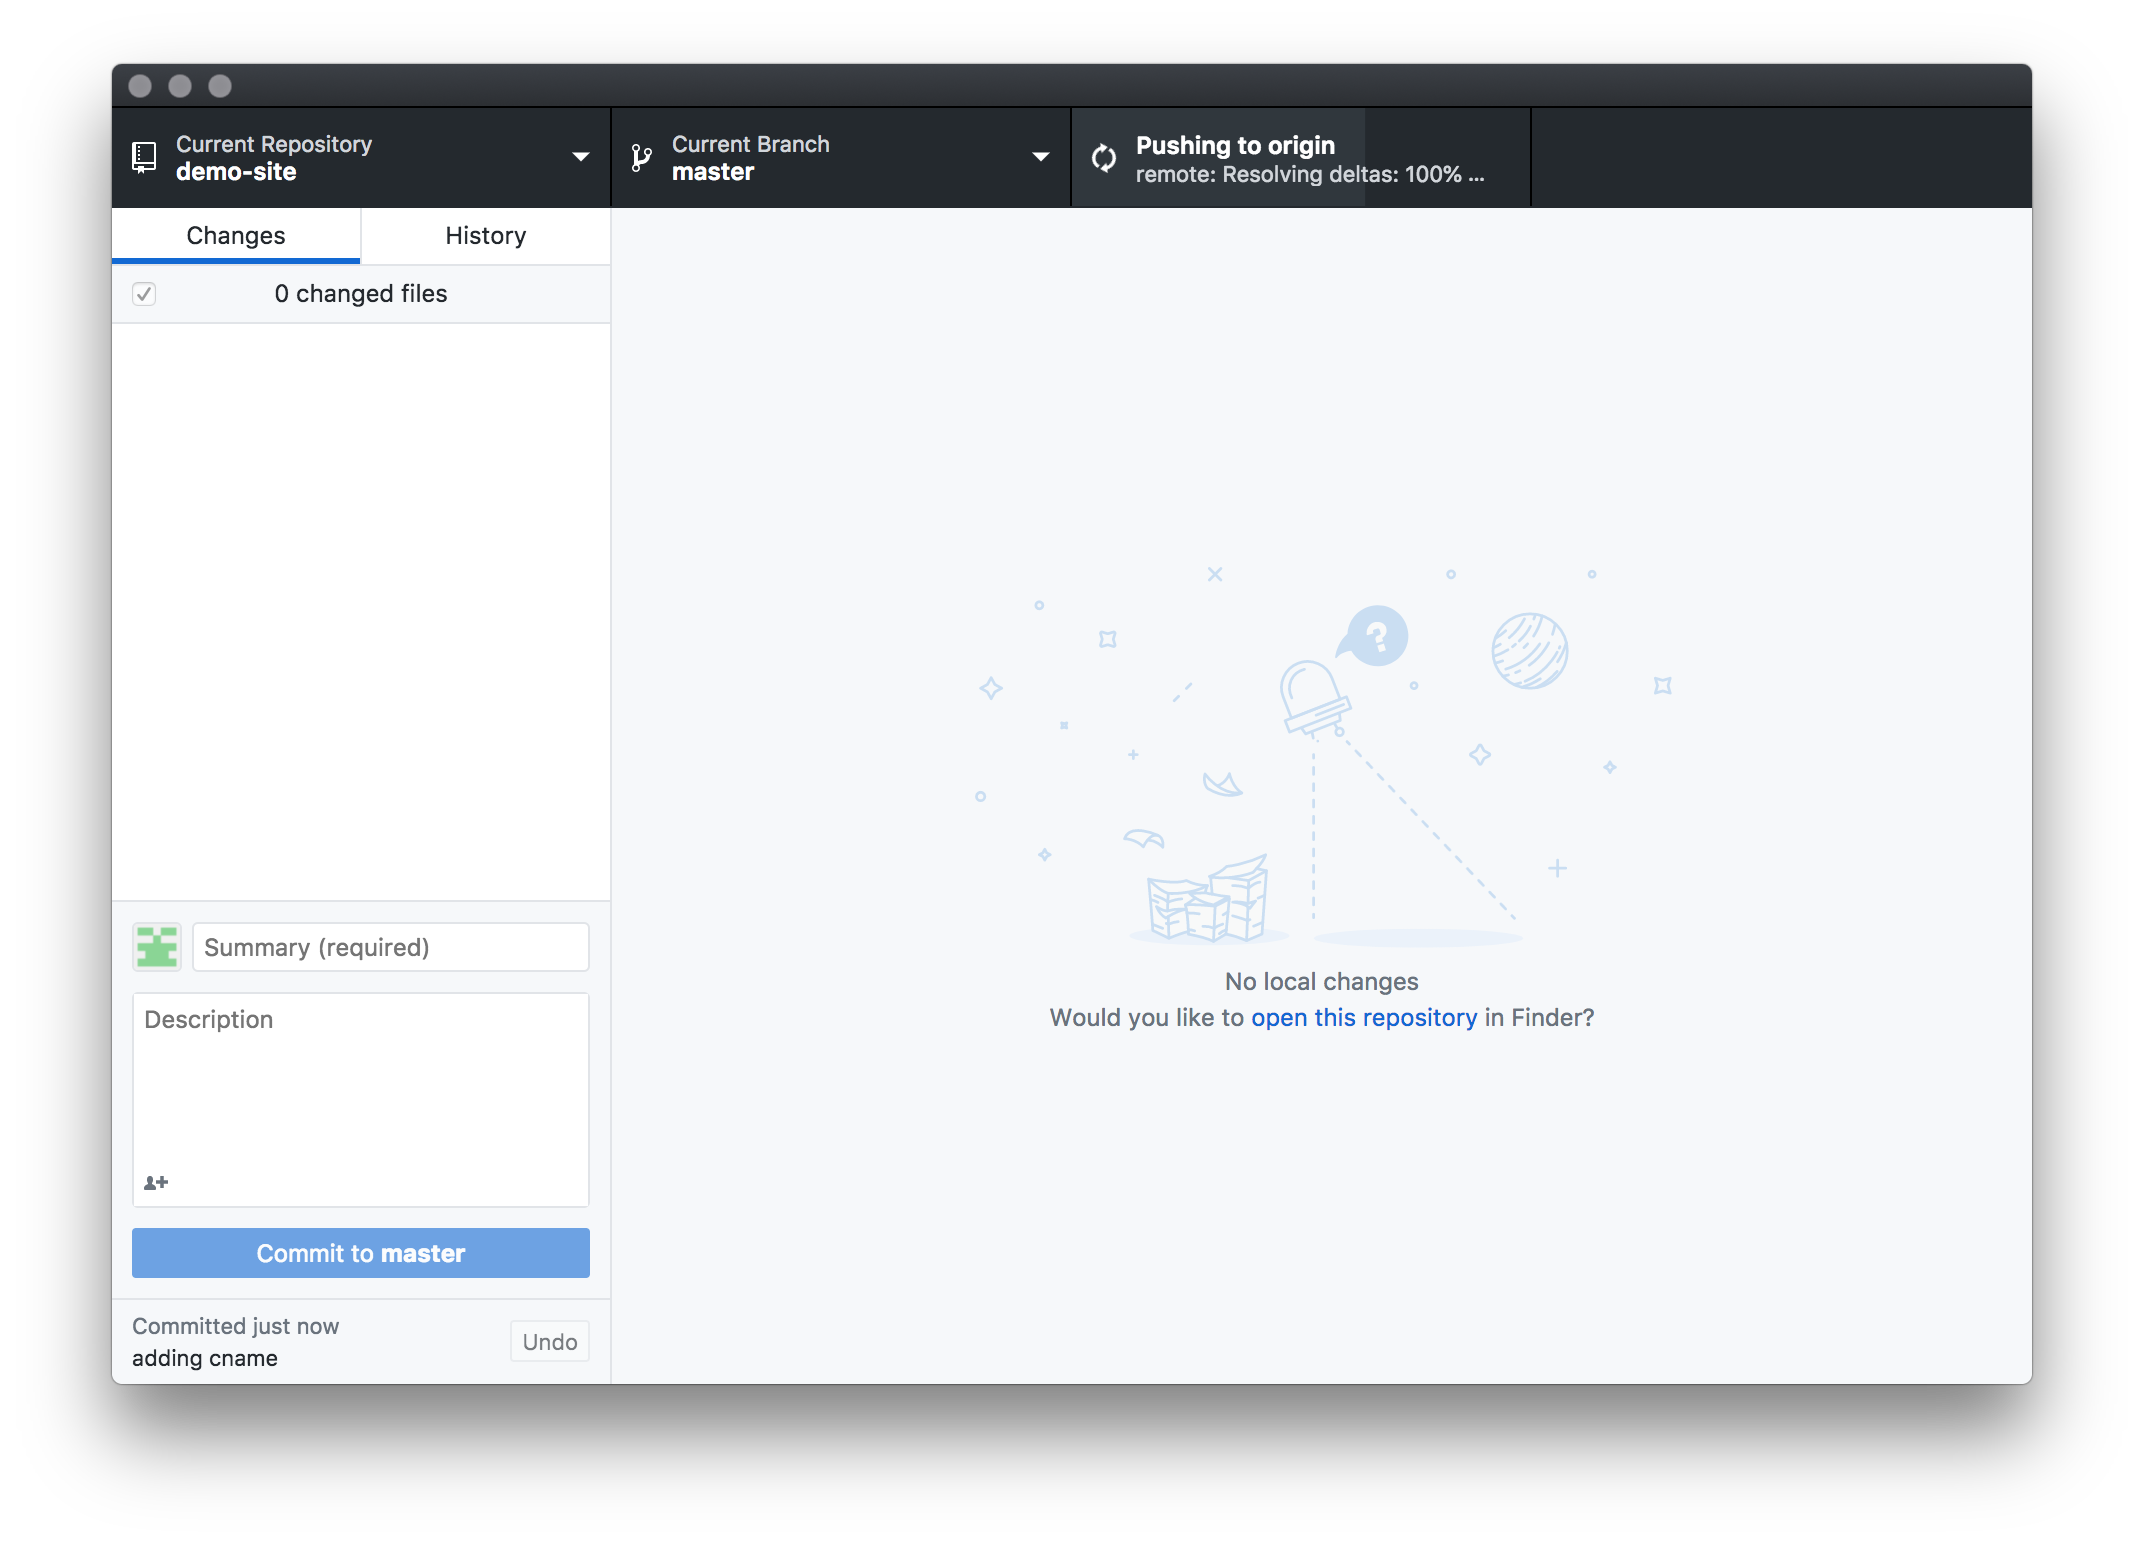 Current Repository
demo-site
Current Branch
master
Pushing to origin
remote: Resolving deltas: 100% ...
Changes
History
0 changed files
?
No local changes
Would you like to open this repository in Finder?
Summary (required)
Description
Commit to master
Committed just now
adding cname
Undo